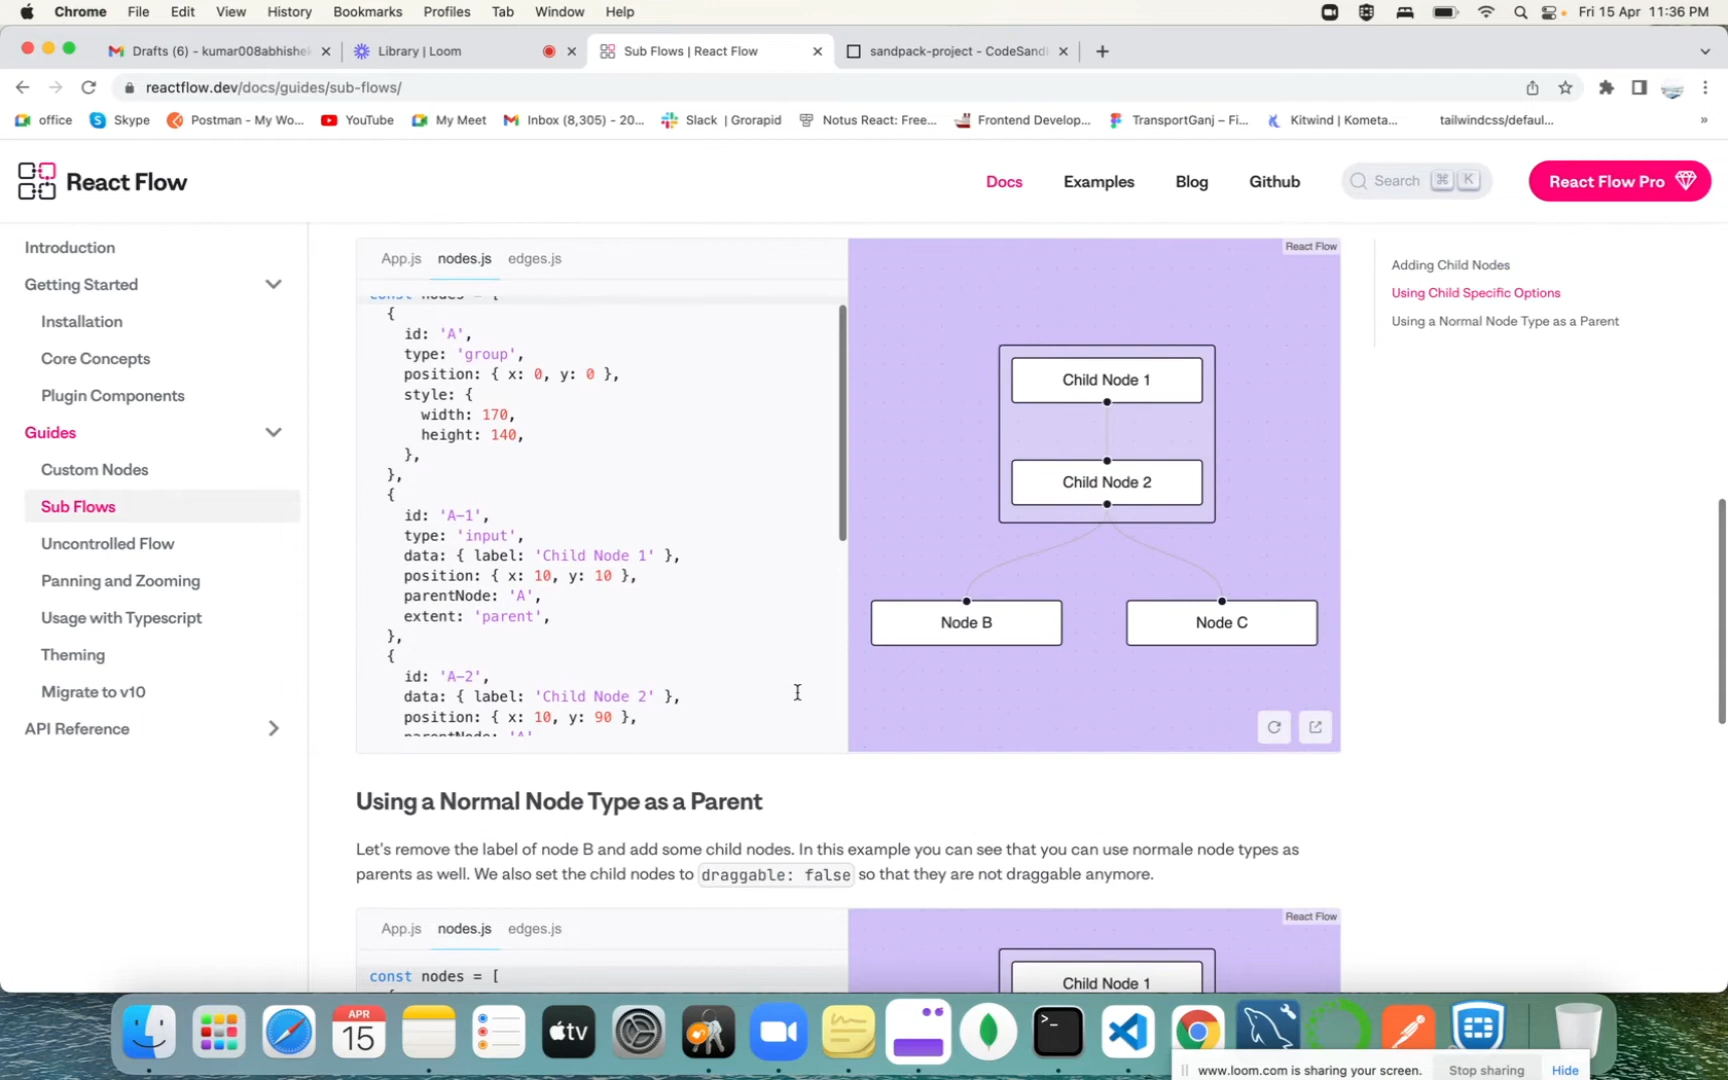 Chrome File Edit View History Bookmarks Profiles Tab Window Help Fri 15 Apr 11:36 PM
Drafts (6) - kumar008abhishek Library | Loom Sub Flows | React Flow sandpack-project - CodeSand
reactflow.dev/docs/guides/sub-flows/
office Skype Postman - My Wo... YouTube My Meet Inbox (8,305) - 20... Slack | Grorapid Notus React: Free... Frontend Develop... TransportGanj – Fi... Kitwind | Kometa... tailwindcss/defaul... »
React Flow Docs Examples Blog Github Search ⌘ K React Flow Pro
Introduction
Getting Started
Installation
Core Concepts
Plugin Components
Guides
Custom Nodes
Sub Flows
Uncontrolled Flow
Panning and Zooming
Usage with Typescript
Theming
Migrate to v10
API Reference
App.js nodes.js edges.js
const nodes = [
{
id: 'A',
type: 'group',
position: { x: 0, y: 0 },
style: {
width: 170,
height: 140,
},
},
{
id: 'A-1',
type: 'input',
data: { label: 'Child Node 1' },
position: { x: 10, y: 10 },
parentNode: 'A',
extent: 'parent',
},
{
id: 'A-2',
data: { label: 'Child Node 2' },
position: { x: 10, y: 90 },
parentNode: 'A',
React Flow
Child Node 1
Child Node 2
Node B
Node C
Adding Child Nodes
Using Child Specific Options
Using a Normal Node Type as a Parent
Using a Normal Node Type as a Parent
Let's remove the label of node B and add some child nodes. In this example you can see that you can use normale node types as
parents as well. We also set the child nodes to draggable: false so that they are not draggable anymore.
App.js nodes.js edges.js
const nodes = [
React Flow
Child Node 1
APR
15
tv
www.loom.com is sharing your screen. Stop sharing Hide